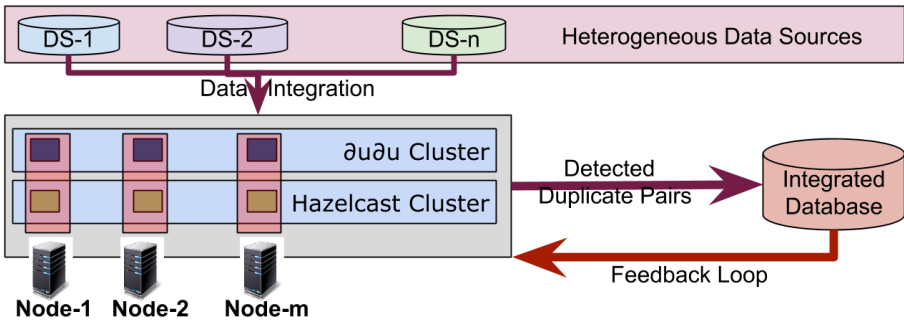 DS-1
DS-2
DS-n
Heterogeneous Data Sources
Data Integration
∂u∂u Cluster
Hazelcast Cluster
Detected
Duplicate Pairs
Integrated
Database
Feedback Loop
Node-1
Node-2
Node-m